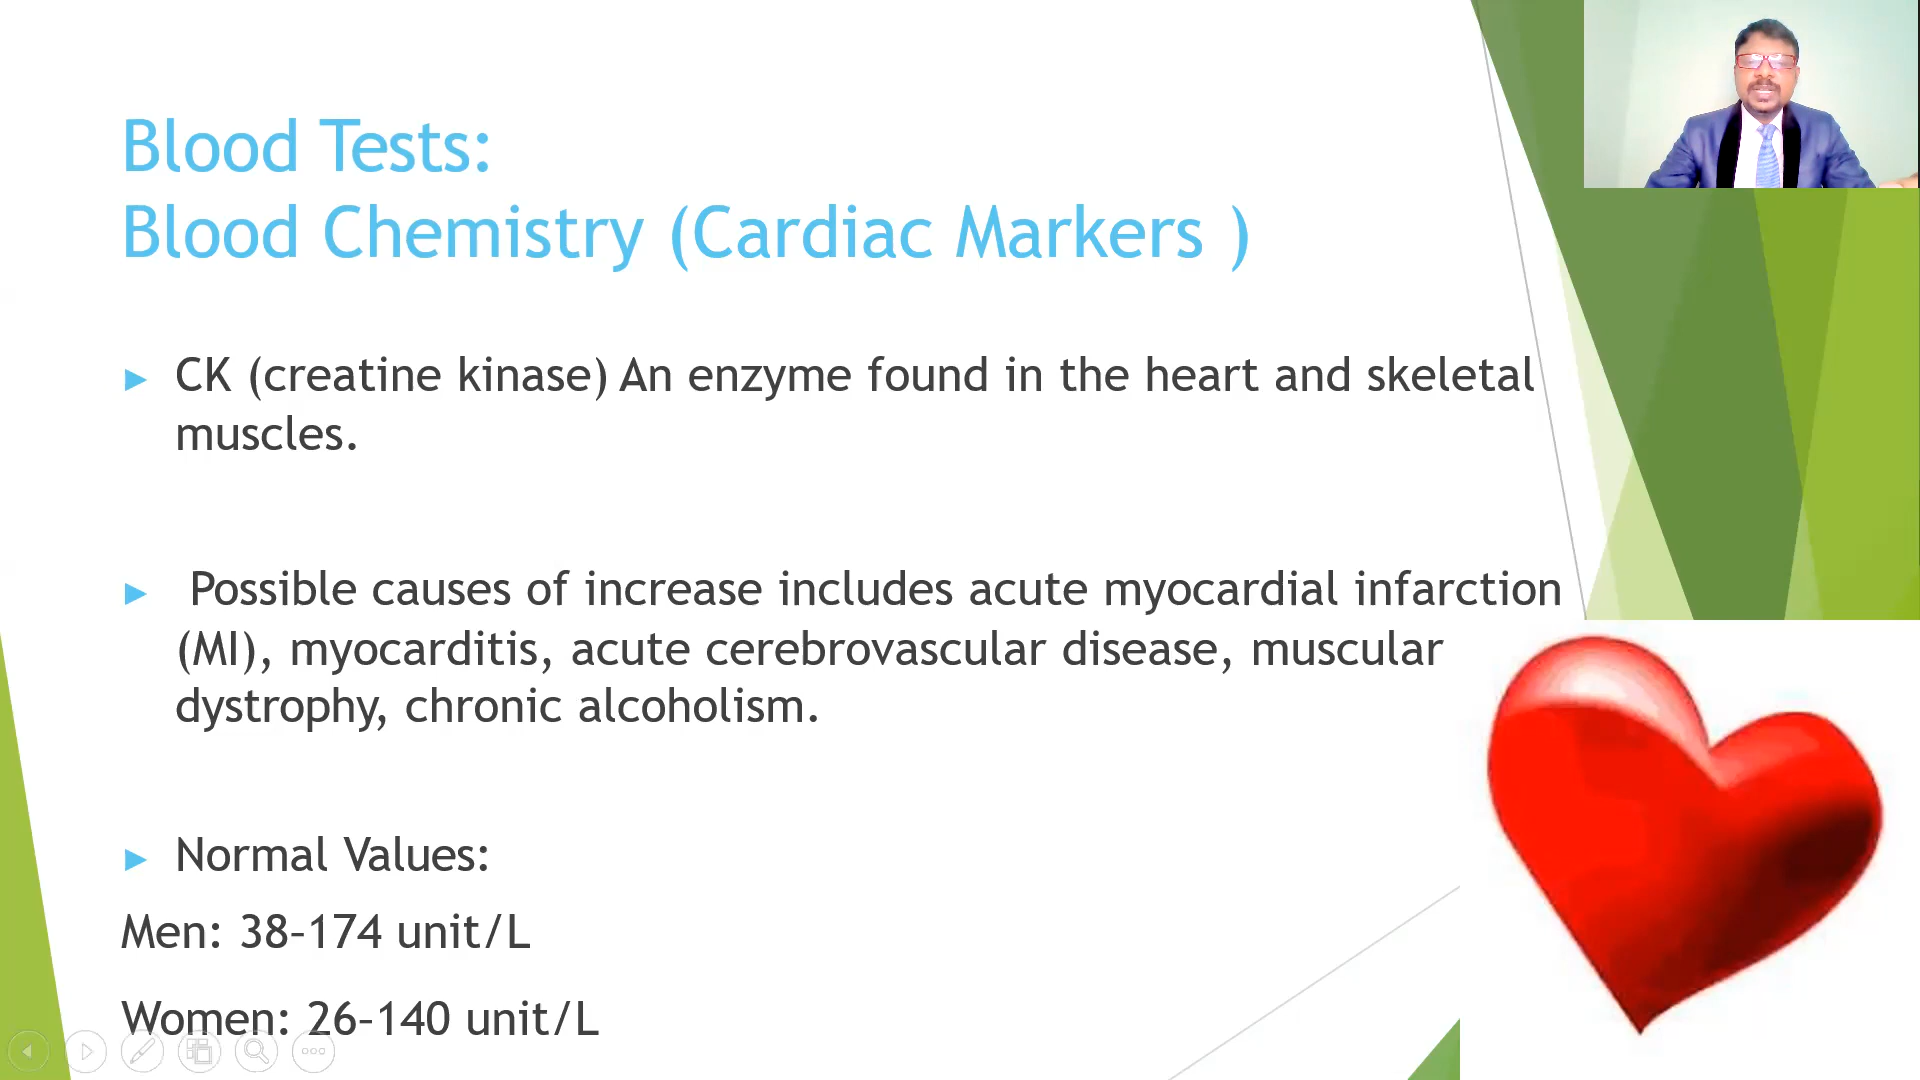 Blood Tests:
Blood Chemistry (Cardiac Markers )
CK (creatine kinase) An enzyme found in the heart and skeletal
muscles.
Possible causes of increase includes acute myocardial infarction
(MI), myocarditis, acute cerebrovascular disease, muscular
dystrophy, chronic alcoholism.
Normal Values:
Men: 38–174 unit/L
Women: 26–140 unit/L